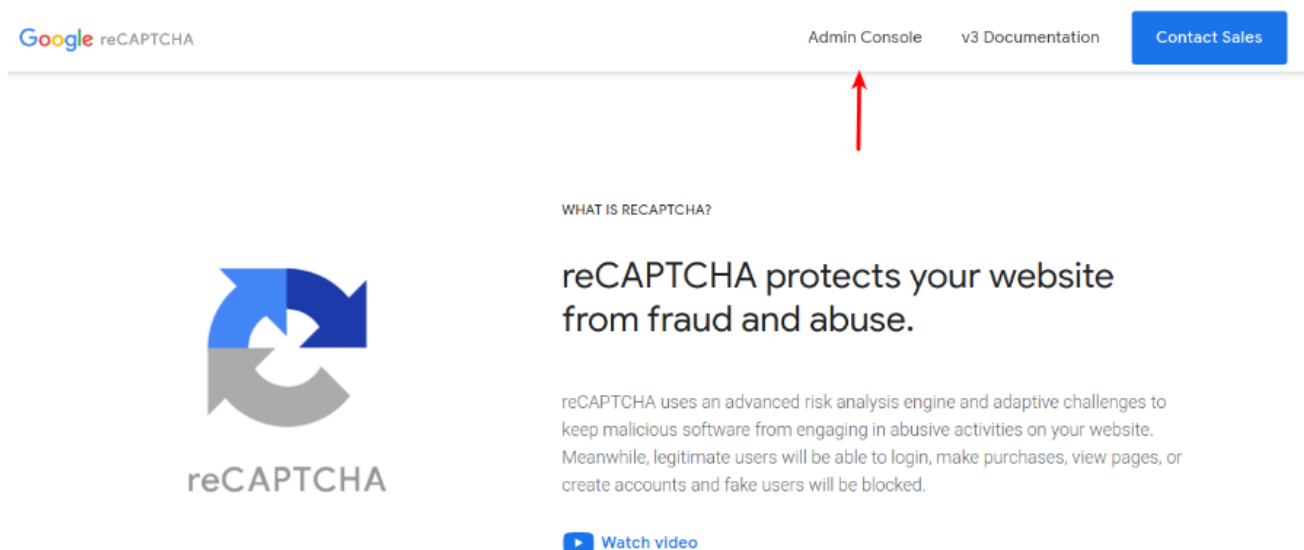 Google reCAPTCHA
Admin Console
v3 Documentation
Contact Sales
WHAT IS RECAPTCHA?
reCAPTCHA protects your website
from fraud and abuse.
reCAPTCHA uses an advanced risk analysis engine and adaptive challenges to
keep malicious software from engaging in abusive activities on your website.
Meanwhile, legitimate users will be able to login, make purchases, view pages, or
create accounts and fake users will be blocked.
reCAPTCHA
Watch video